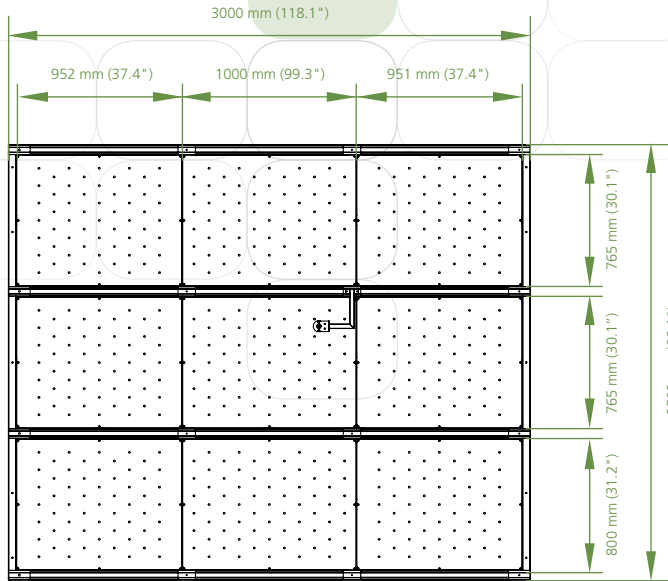 3000 mm (118.1")
952 mm (37.4")
1000 mm (99.3")
951 mm (37.4")
765 mm (30.1")
765 mm (30.1")
800 mm (31.2")